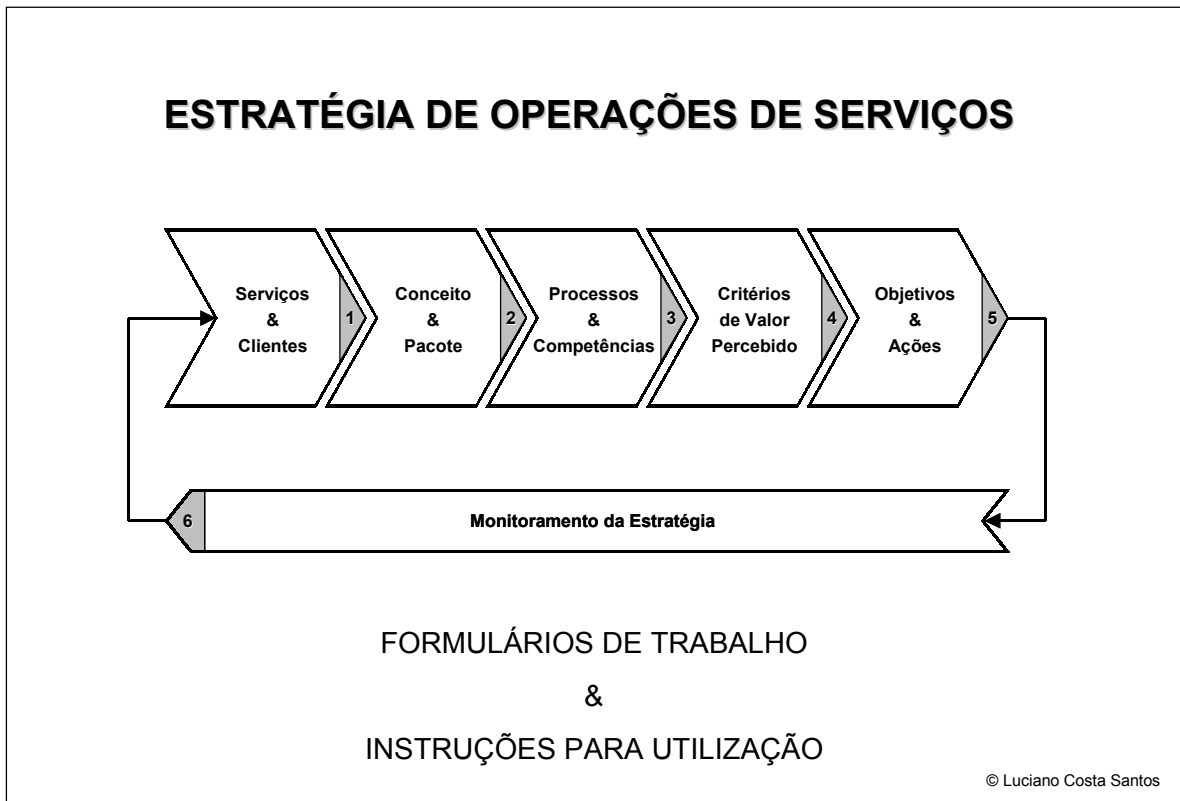 ESTRATÉGIA DE OPERAÇÕES DE SERVIÇOS
Serviços
&
Clientes
1
Conceito
&
Pacote
2
Processos
&
Competências
3
Critérios
de Valor
Percebido
4
Objetivos
&
Ações
5
6
Monitoramento da Estratégia
FORMULÁRIOS DE TRABALHO
&
INSTRUÇÕES PARA UTILIZAÇÃO
© Luciano Costa Santos